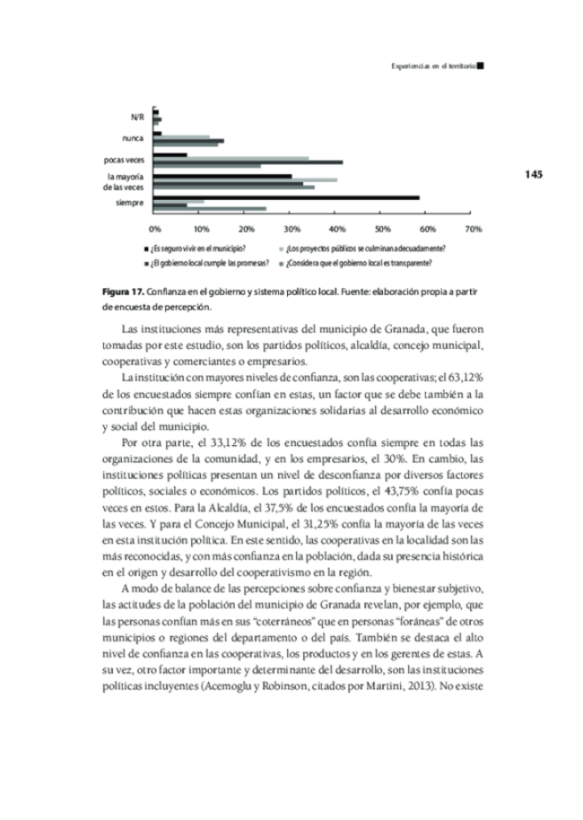 Experiencias en el territorio
N/R
nunca
pocas veces
la mayoría
de las veces
siempre
145
0% 10% 20% 30% 40% 50% 60% 70%
¿Es seguro vivir en el municipio? ¿Los proyectos públicos se culminan adecuadamente?
¿El gobierno local cumple las promesas? ¿Considera que el gobierno local es transparente?
Figura 17. Confianza en el gobierno y sistema político local. Fuente: elaboración propia a partir
de encuesta de percepción.
Las instituciones más representativas del municipio de Granada, que fueron
tomadas por este estudio, son los partidos políticos, alcaldía, concejo municipal,
cooperativas y comerciantes o empresarios.
La institución con mayores niveles de confianza, son las cooperativas; el 63,12%
de los encuestados siempre confían en estas, un factor que se debe también a la
contribución que hacen estas organizaciones solidarias al desarrollo económico
y social del municipio.
Por otra parte, el 33,12% de los encuestados confía siempre en todas las
organizaciones de la comunidad, y en los empresarios, el 30%. En cambio, las
instituciones políticas presentan un nivel de desconfianza por diversos factores
políticos, sociales o económicos. Los partidos políticos, el 43,75% confía pocas
veces en estos. Para la Alcaldía, el 37,5% de los encuestados confía la mayoría de
las veces. Y para el Concejo Municipal, el 31,25% confía la mayoría de las veces
en esta institución política. En este sentido, las cooperativas en la localidad son las
más reconocidas, y con más confianza en la población, dada su presencia histórica
en el origen y desarrollo del cooperativismo en la región.
A modo de balance de las percepciones sobre confianza y bienestar subjetivo,
las actitudes de la población del municipio de Granada revelan, por ejemplo, que
las personas confían más en sus “coterráneos” que en personas “foráneas” de otros
municipios o regiones del departamento o del país. También se destaca el alto
nivel de confianza en las cooperativas, los productos y en los gerentes de estas. A
su vez, otro factor importante y determinante del desarrollo, son las instituciones
políticas incluyentes (Acemoglu y Robinson, citados por Martini, 2013). No existe